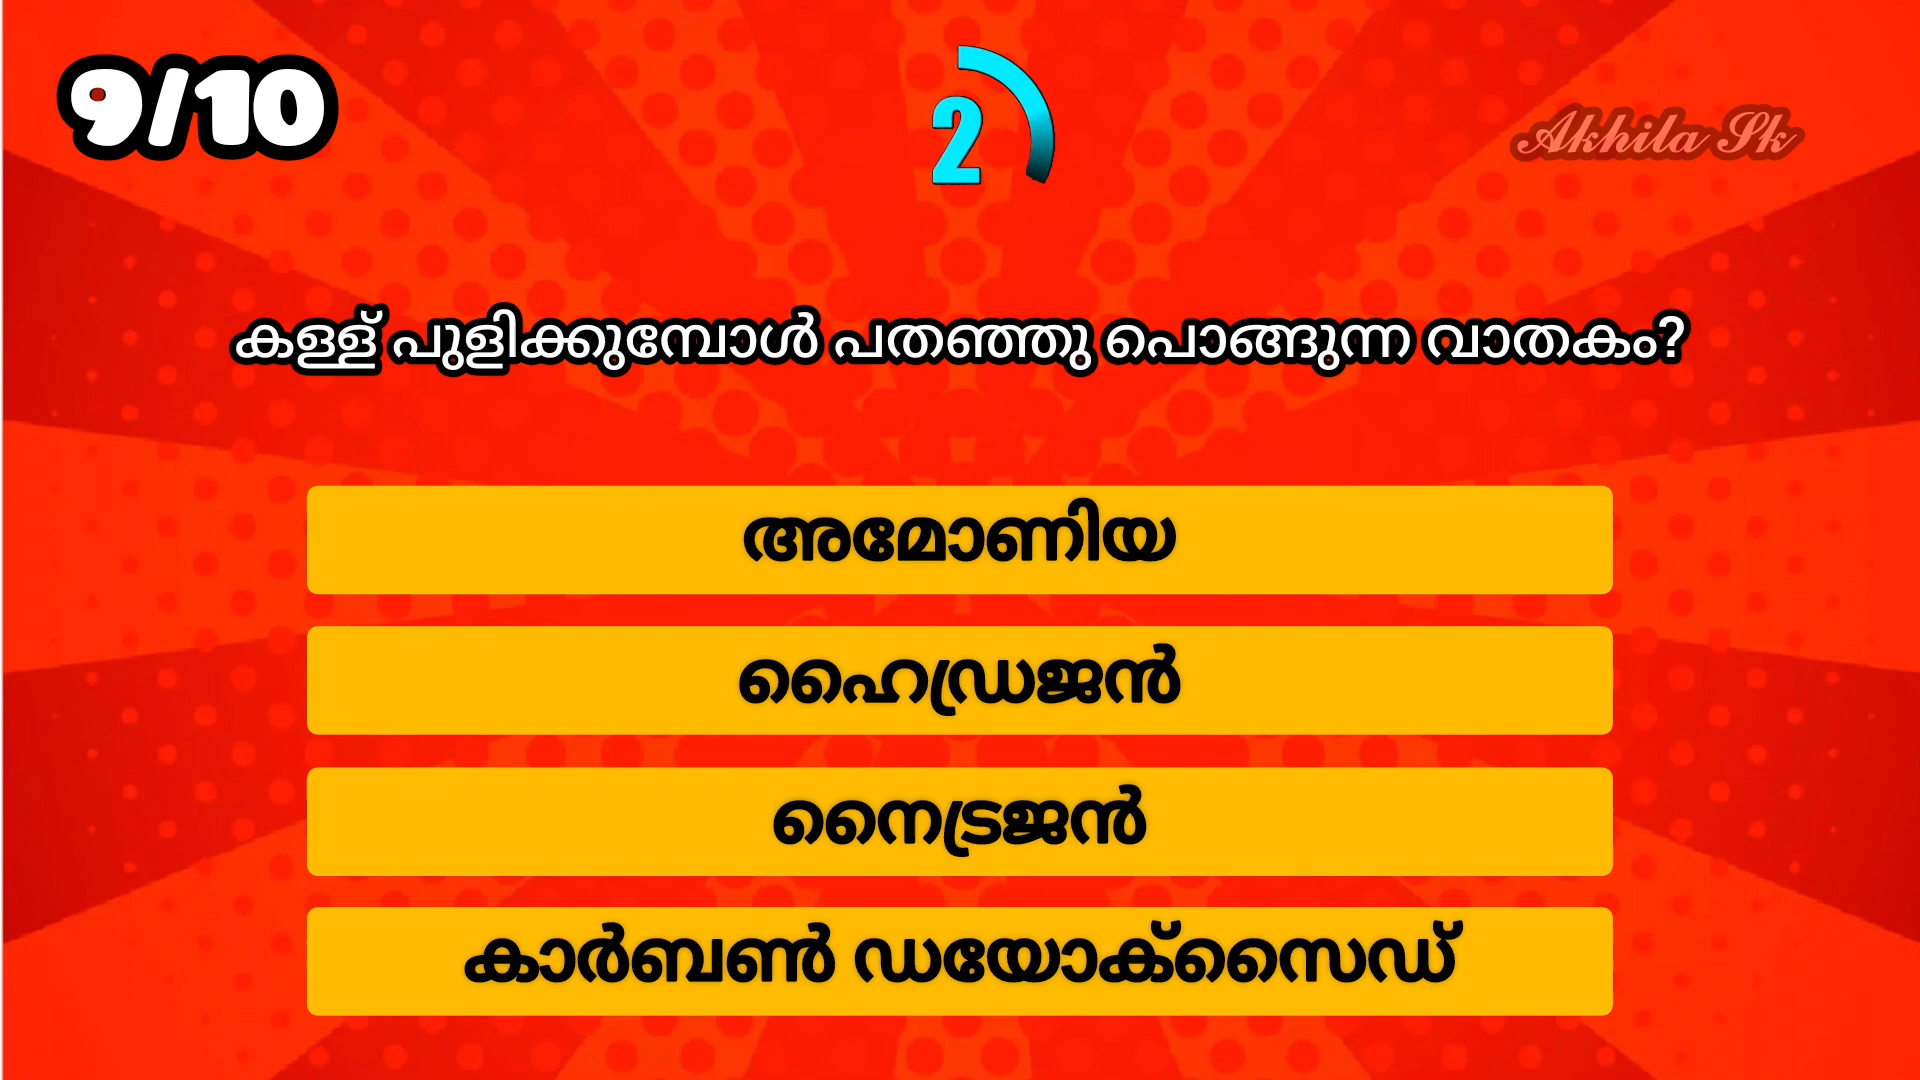 9/10
2
Akhila Sk
കള്ള് പുളിക്കുമ്പോൾ പതഞ്ഞു പൊങ്ങുന്ന വാതകം?
അമോണിയ
ഹൈഡ്രജൻ
നൈട്രജൻ
കാർബൺ ഡയോക്സൈഡ്